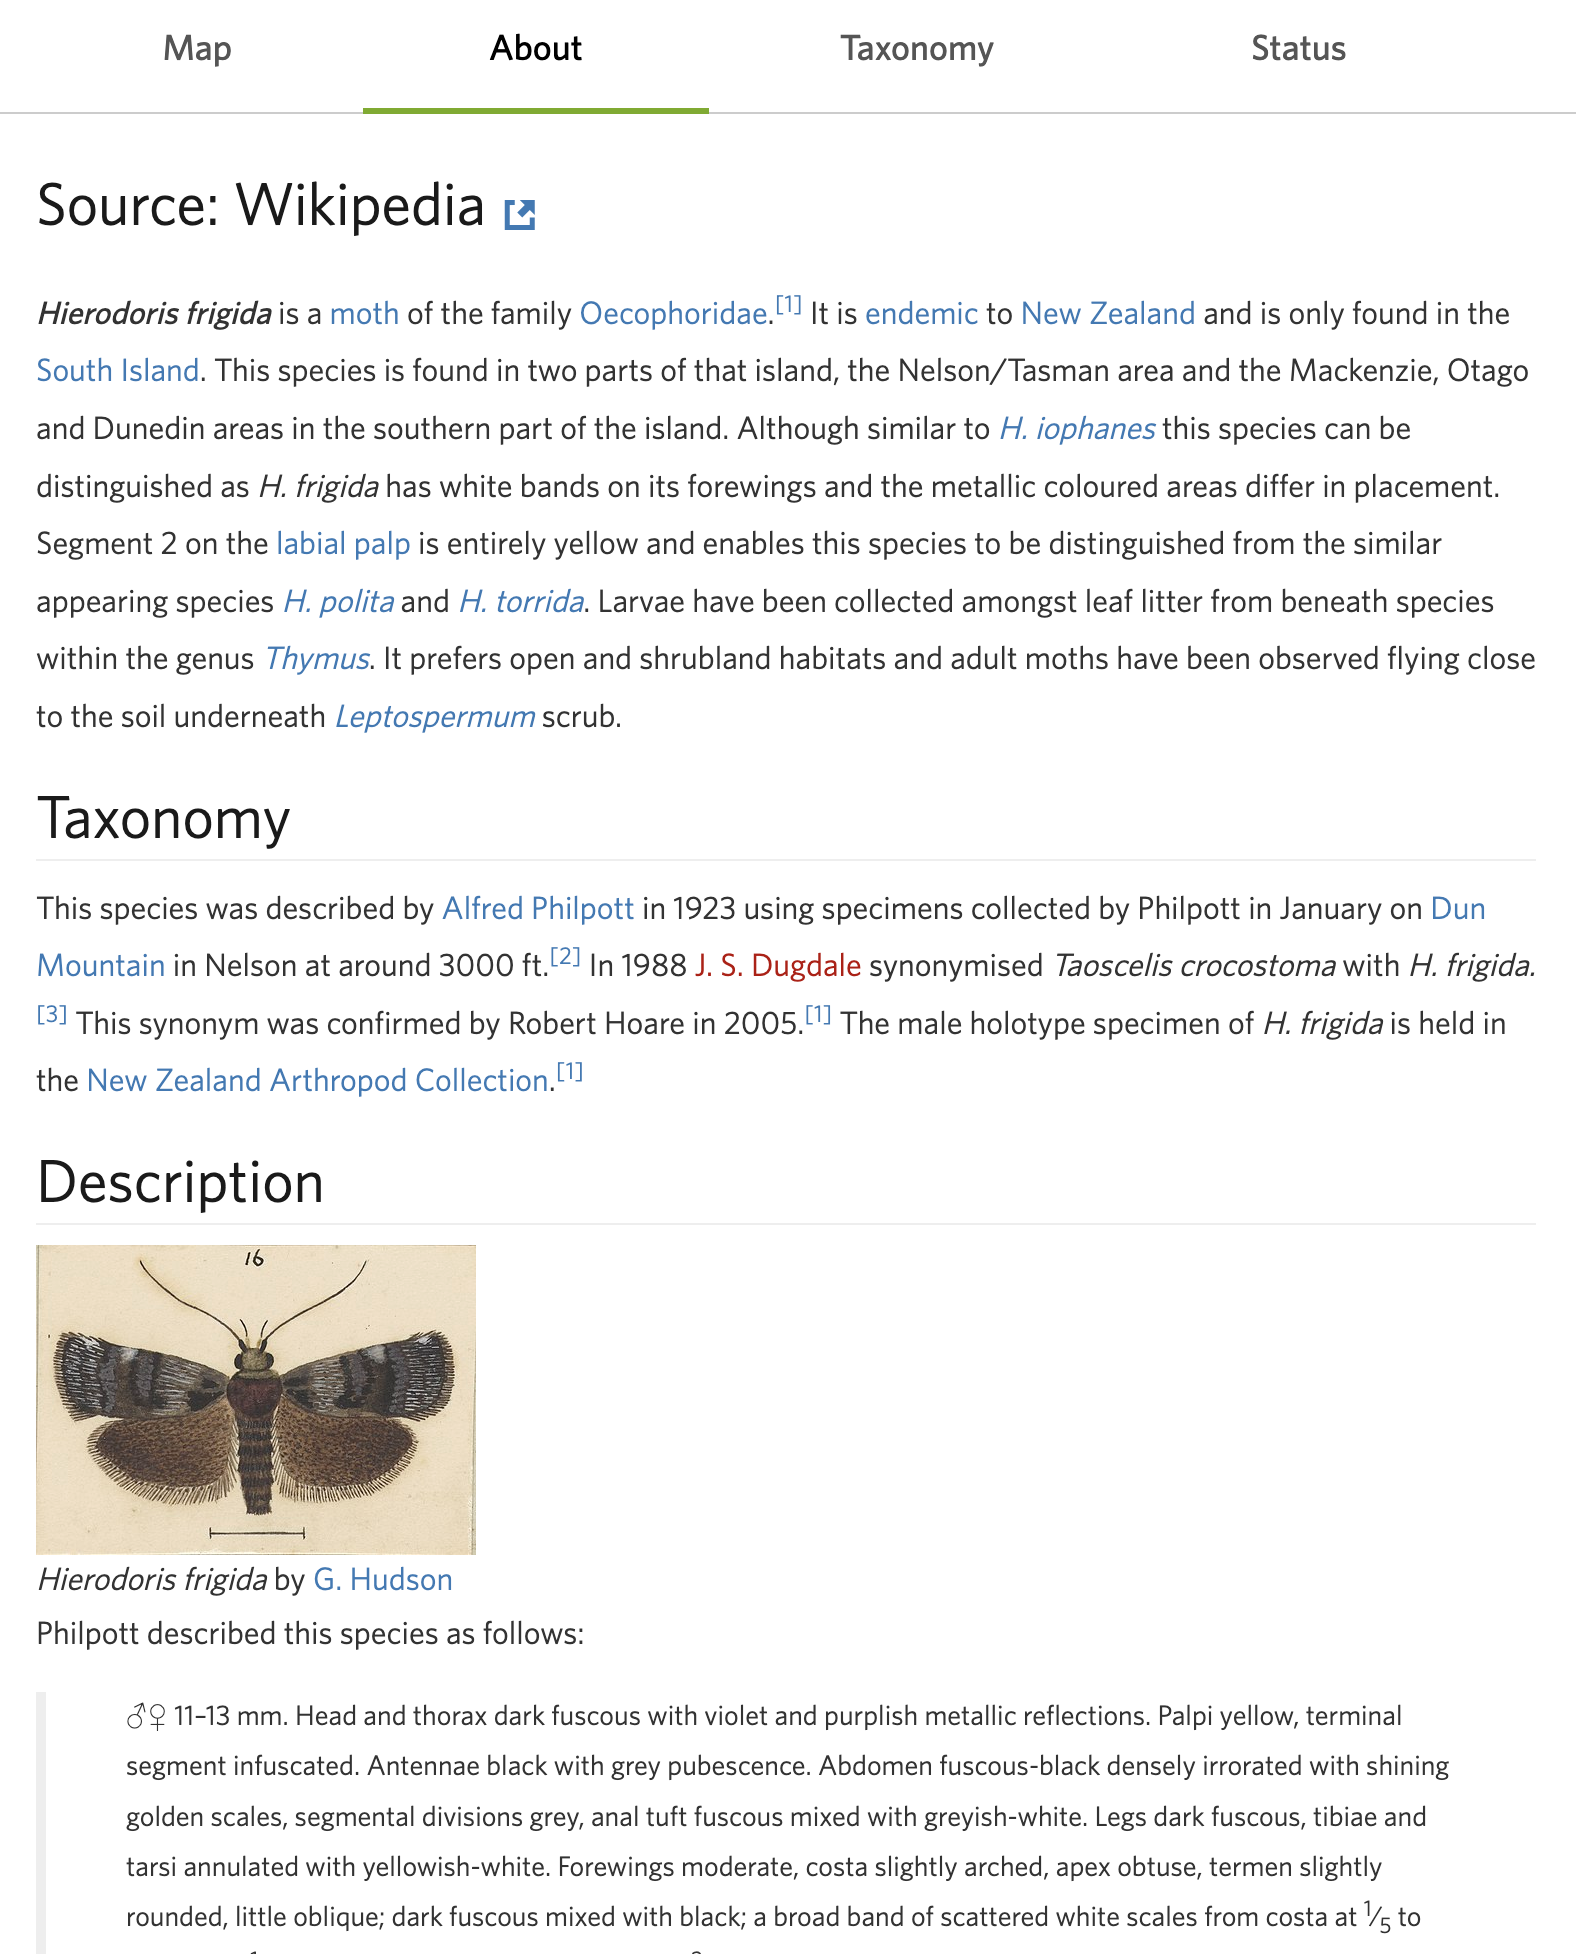 Map About Taxonomy Status
Source: Wikipedia
Hierodoris frigida is a moth of the family Oecophoridae.[1] It is endemic to New Zealand and is only found in the
South Island. This species is found in two parts of that island, the Nelson/Tasman area and the Mackenzie, Otago
and Dunedin areas in the southern part of the island. Although similar to H. iophanes this species can be
distinguished as H. frigida has white bands on its forewings and the metallic coloured areas differ in placement.
Segment 2 on the labial palp is entirely yellow and enables this species to be distinguished from the similar
appearing species H. polita and H. torrida. Larvae have been collected amongst leaf litter from beneath species
within the genus Thymus. It prefers open and shrubland habitats and adult moths have been observed flying close
to the soil underneath Leptospermum scrub.
Taxonomy
This species was described by Alfred Philpott in 1923 using specimens collected by Philpott in January on Dun
Mountain in Nelson at around 3000 ft.[2] In 1988 J. S. Dugdale synonymised Taoscelis crocostoma with H. frigida.
[3] This synonym was confirmed by Robert Hoare in 2005.[1] The male holotype specimen of H. frigida is held in
the New Zealand Arthropod Collection.[1]
Description
16
Hierodoris frigida by G. Hudson
Philpott described this species as follows:
♂♀ 11–13 mm. Head and thorax dark fuscous with violet and purplish metallic reflections. Palpi yellow, terminal
segment infuscated. Antennae black with grey pubescence. Abdomen fuscous-black densely irrorated with shining
golden scales, segmental divisions grey, anal tuft fuscous mixed with greyish-white. Legs dark fuscous, tibiae and
tarsi annulated with yellowish-white. Forewings moderate, costa slightly arched, apex obtuse, termen slightly
rounded, little oblique; dark fuscous mixed with black; a broad band of scattered white scales from costa at 1⁄5 to